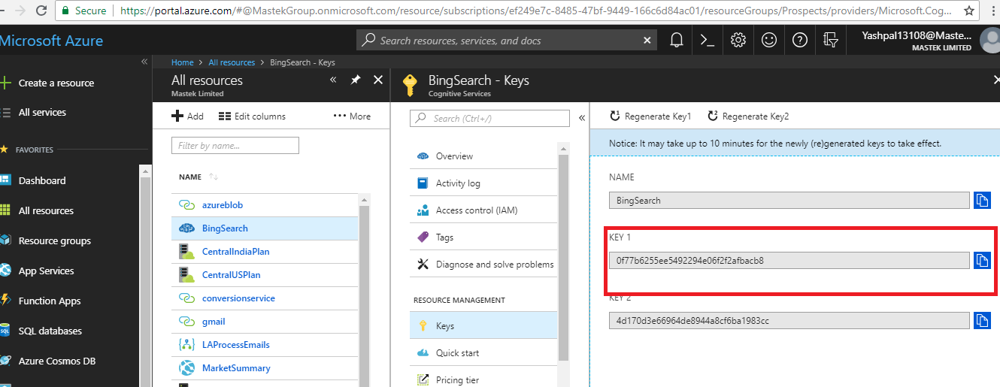 Secure https://portal.azure.com/#@MastekGroup.onmicrosoft.com/resource/subscriptions/ef249e7c-8485-47bf-9449-166c6d84ac01/resourceGroups/Prospects/providers/Microsoft.Cog...
Microsoft Azure
Search resources, services, and docs
Yashpal13108@Maste...
MASTEK LIMITED
Create a resource
All services
FAVORITES
Dashboard
All resources
Resource groups
App Services
Function Apps
SQL databases
Azure Cosmos DB
Home > All resources > BingSearch - Keys
All resources
Mastek Limited
Add Edit columns More
Filter by name...
NAME
azureblob
BingSearch
CentralIndiaPlan
CentralUSPlan
conversionservice
gmail
LAProcessEmails
MarketSummary
BingSearch - Keys
Cognitive Services
Search (Ctrl+/)
Overview
Activity log
Access control (IAM)
Tags
Diagnose and solve problems
RESOURCE MANAGEMENT
Keys
Quick start
Pricing tier
Regenerate Key1 Regenerate Key2
Notice: It may take up to 10 minutes for the newly (re)generated keys to take effect.
NAME
BingSearch
KEY 1
0f77b6255ee5492294e06f2f2afbacb8
KEY 2
4d170d3e66964de8944a8cf6ba1983cc